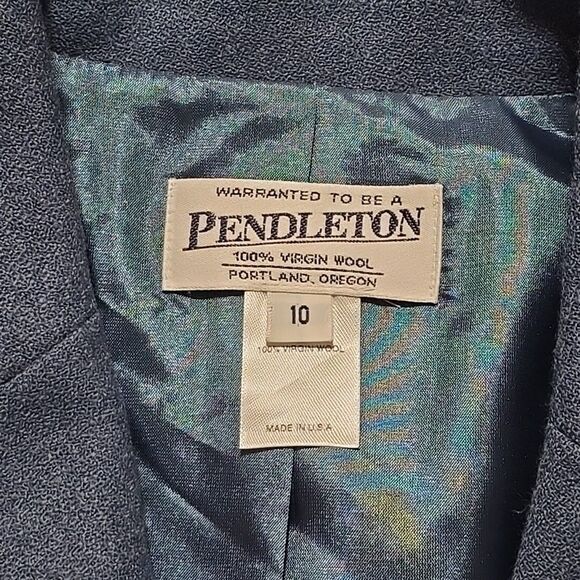 WARRANTED TO BE A
PENDLETON
100% VIRGIN WOOL
PORTLAND, OREGON
10
100% VIRGIN WOOL
MADE IN U.S.A